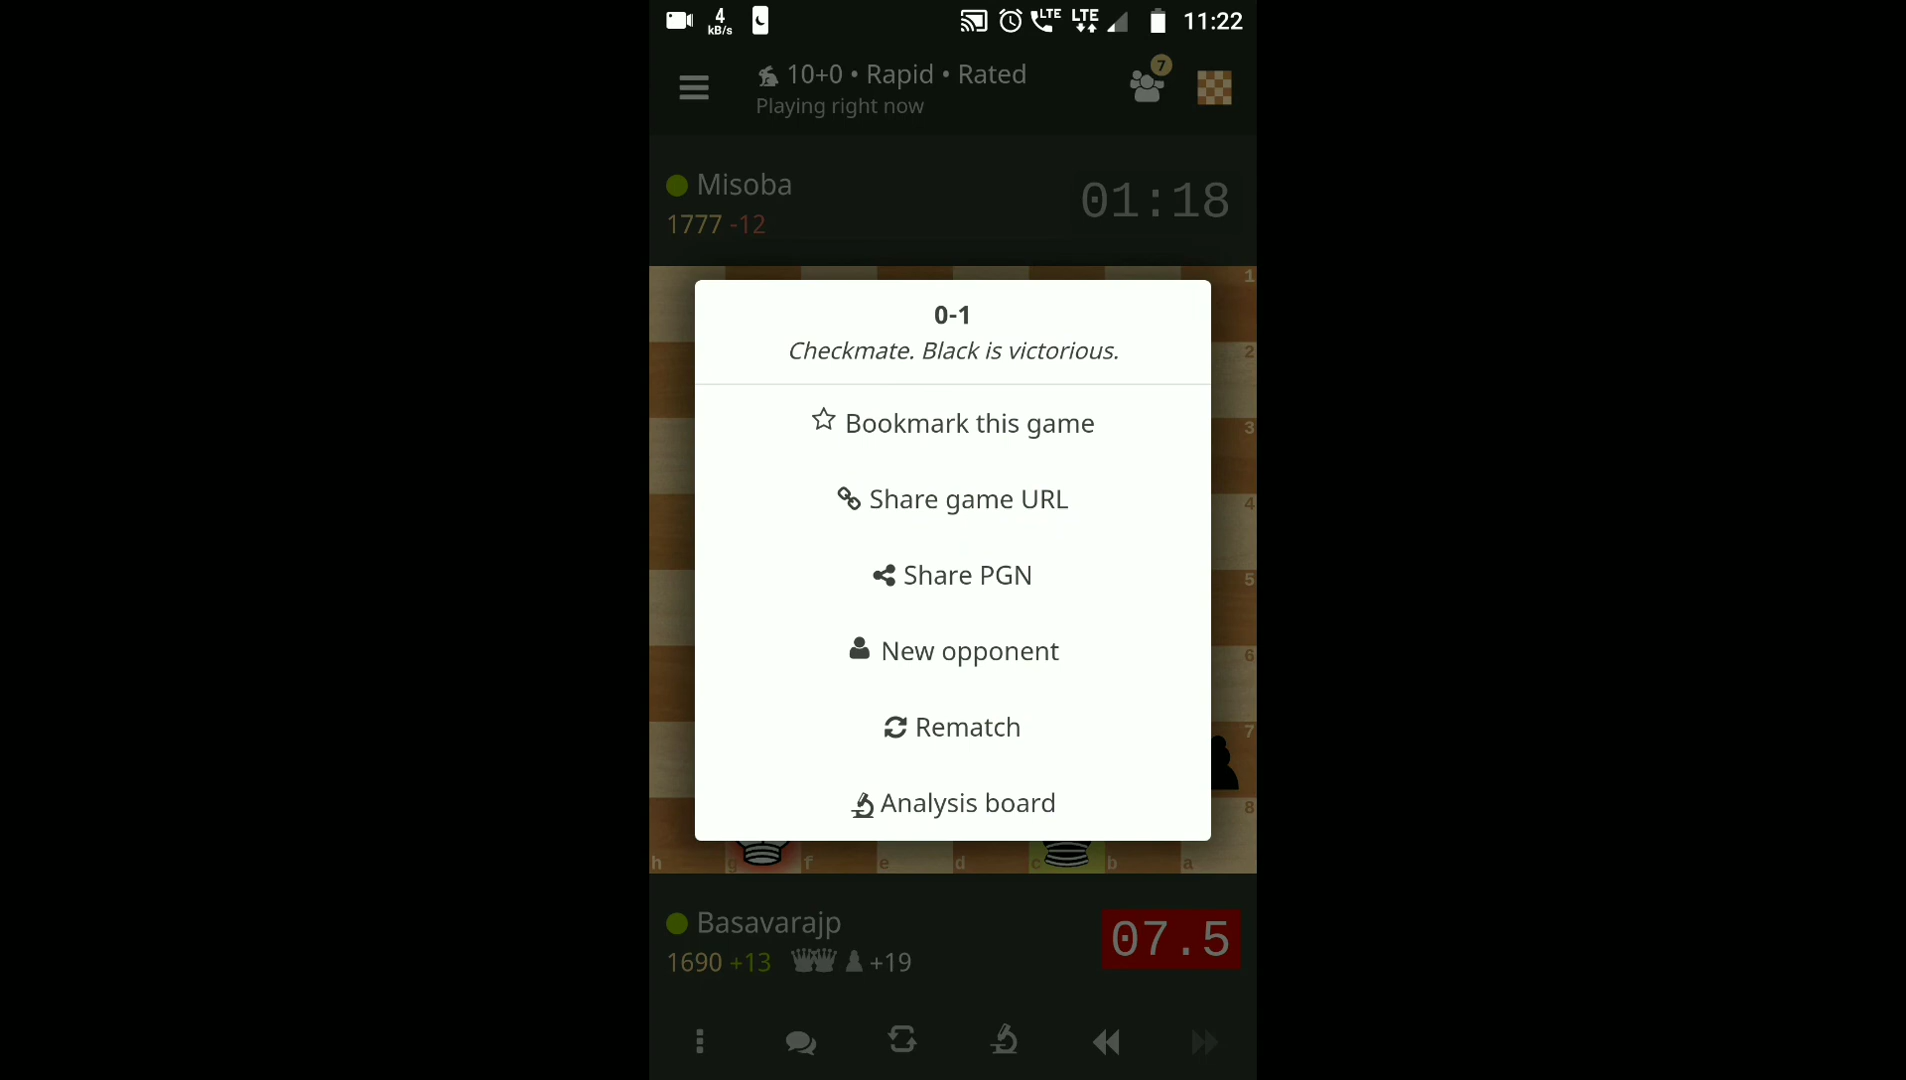 4
kB/s
LTE
LTE
11:22
10+0 • Rapid • Rated
Playing right now
7
Misoba
01:18
1777 -12
1
0-1
Checkmate. Black is victorious.
2
Bookmark this game
3
Share game URL
4
Share PGN
5
New opponent
6
Rematch
7
Analysis board
8
h g f e d c b a
Basavarajp
07.5
1690 +13 +19